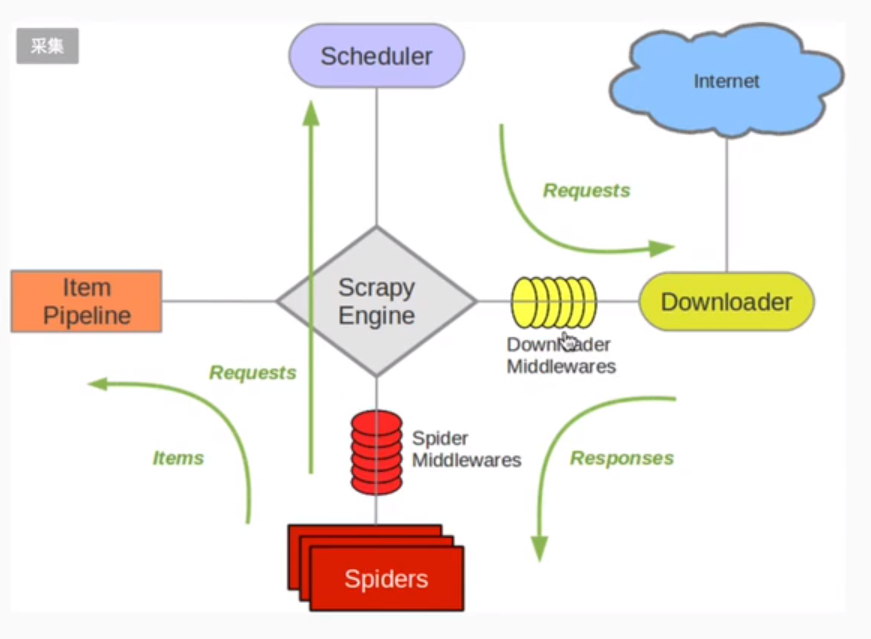 采集
Scheduler
Internet
Requests
Scrapy
Engine
Item
Pipeline
Downloader
Downloader
Middlewares
Requests
Items
Spider
Middlewares
Responses
Spiders